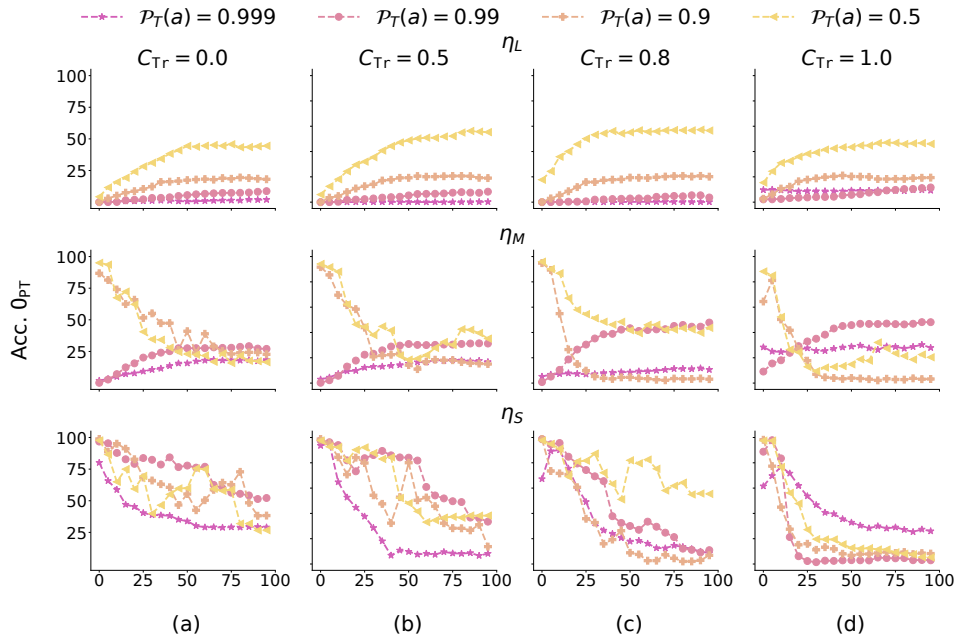 𝒫_T(a) = 0.999 𝒫_T(a) = 0.99 𝒫_T(a) = 0.9 𝒫_T(a) = 0.5
η_L
C_Tr = 0.0 C_Tr = 0.5 C_Tr = 0.8 C_Tr = 1.0
100
75
50
25
η_M
100
75
50
25
Acc. 0_PT
η_S
100
75
50
25
0 25 50 75 100 0 25 50 75 100 0 25 50 75 100 0 25 50 75 100
(a) (b) (c) (d)